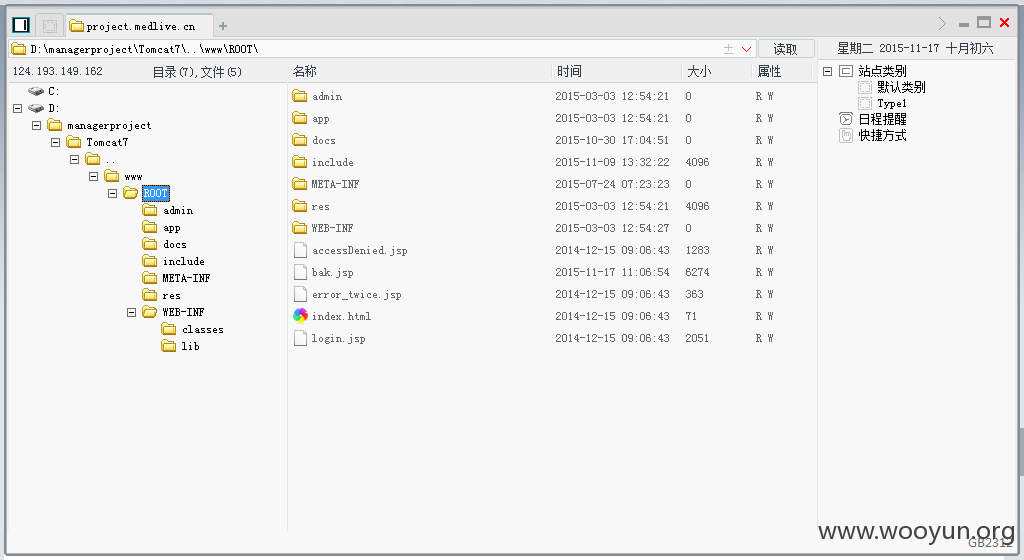 project.medlive.cn
D:\managerproject\Tomcat7\..\www\ROOT\
读取
星期二 2015-11-17 十月初六
124.193.149.162 目录(7),文件(5)
名称 时间 大小 属性
C:
D:
managerproject
Tomcat7
..
www
ROOT
admin
app
docs
include
META-INF
res
WEB-INF
classes
lib
admin 2015-03-03 12:54:21 0 R W
app 2015-03-03 12:54:21 0 R W
docs 2015-10-30 17:04:51 0 R W
include 2015-11-09 13:32:22 4096 R W
META-INF 2015-07-24 07:23:23 0 R W
res 2015-03-03 12:54:21 4096 R W
WEB-INF 2015-03-03 12:54:27 0 R W
accessDenied.jsp 2014-12-15 09:06:43 1283 R W
bak.jsp 2015-11-17 11:06:54 6274 R W
error_twice.jsp 2014-12-15 09:06:43 363 R W
index.html 2014-12-15 09:06:43 71 R W
login.jsp 2014-12-15 09:06:43 2051 R W
站点类别
默认类别
Type1
日程提醒
快捷方式
www.wooyun.org
GB2312